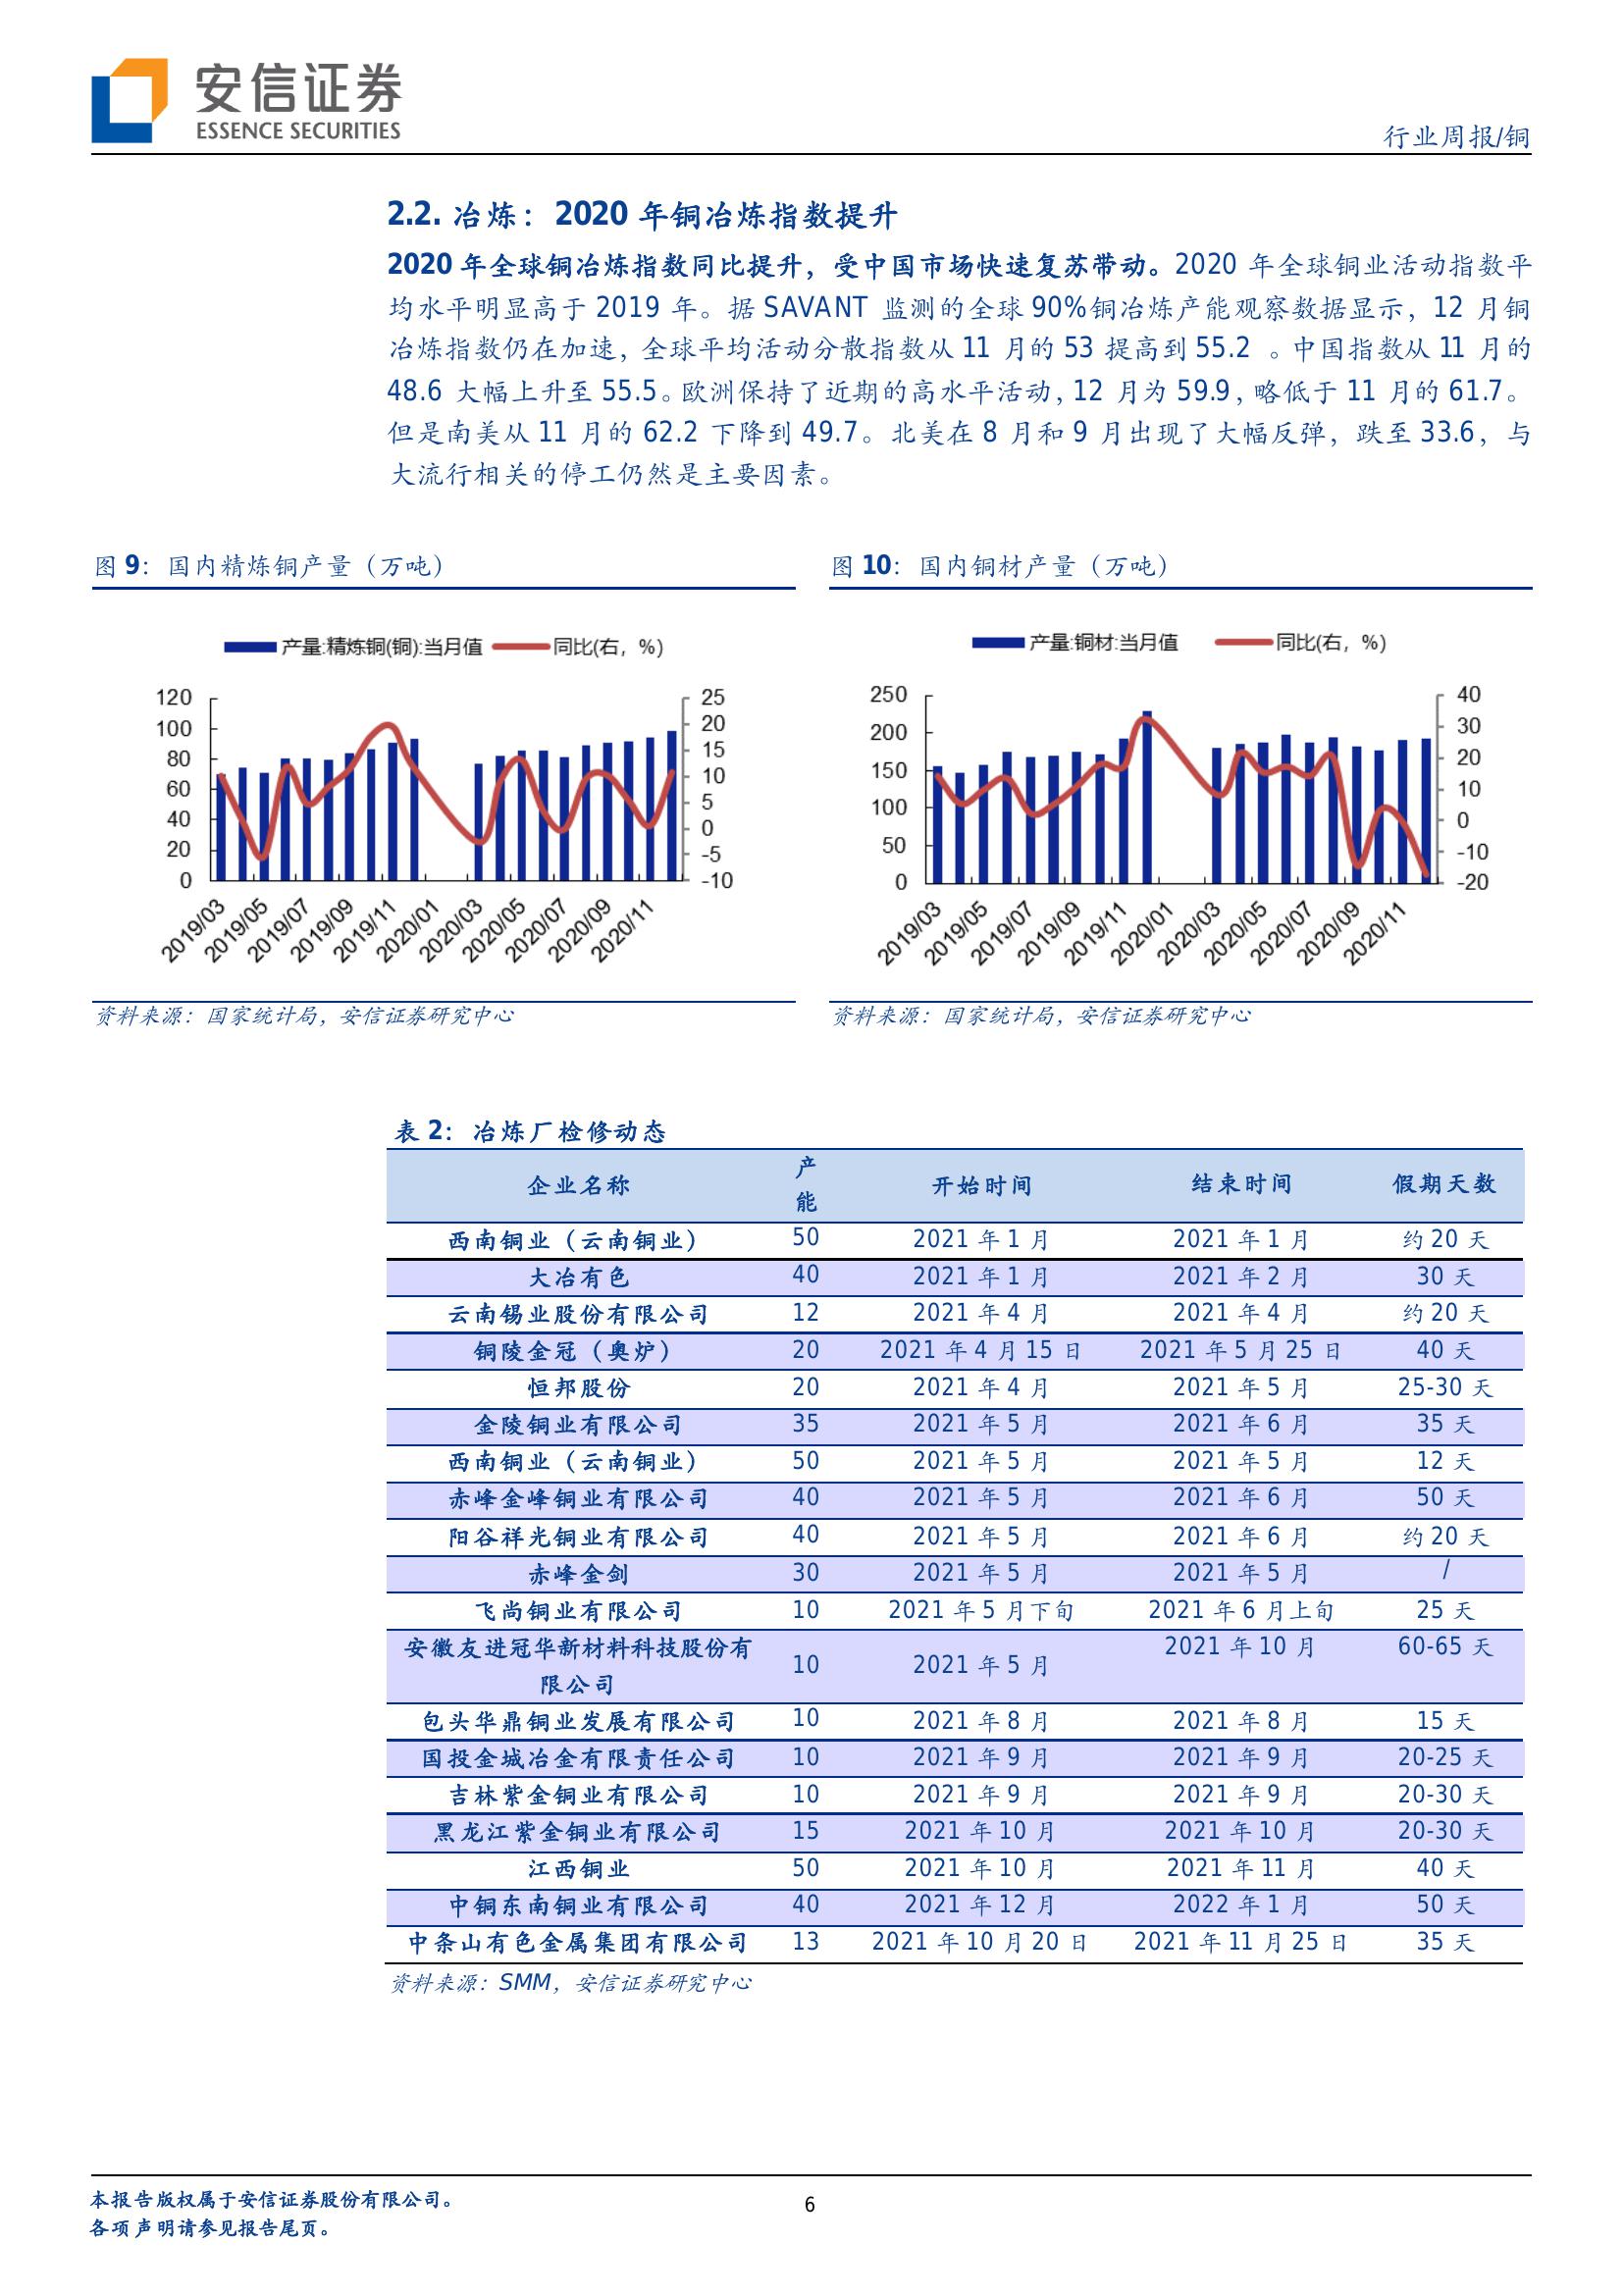 安信证券
ESSENCE SECURITIES
行业周报/铜
2.2. 冶炼：2020 年铜冶炼指数提升
2020 年全球铜冶炼指数同比提升，受中国市场快速复苏带动。2020 年全球铜业活动指数平
均水平明显高于 2019 年。据 SAVANT 监测的全球 90%铜冶炼产能观察数据显示，12 月铜
冶炼指数仍在加速，全球平均活动分散指数从 11 月的 53 提高到 55.2 。中国指数从 11 月的
48.6 大幅上升至 55.5。欧洲保持了近期的高水平活动，12 月为 59.9，略低于 11 月的 61.7。
但是南美从 11 月的 62.2 下降到 49.7。北美在 8 月和 9 月出现了大幅反弹，跌至 33.6，与
大流行相关的停工仍然是主要因素。
图 9：国内精炼铜产量（万吨）
产量:精炼铜(铜):当月值 同比(右，%)
120
100
80
60
40
20
0
25
20
15
10
5
0
-5
-10
2019/03 2019/05 2019/07 2019/09 2019/11 2020/01 2020/03 2020/05 2020/07 2020/09 2020/11
资料来源：国家统计局，安信证券研究中心
图 10：国内铜材产量（万吨）
产量:铜材:当月值 同比(右，%)
250
200
150
100
50
0
40
30
20
10
0
-10
-20
2019/03 2019/05 2019/07 2019/09 2019/11 2020/01 2020/03 2020/05 2020/07 2020/09 2020/11
资料来源：国家统计局，安信证券研究中心
表 2：冶炼厂检修动态
企业名称 产能 开始时间 结束时间 假期天数
西南铜业（云南铜业） 50 2021 年 1 月 2021 年 1 月 约 20 天
大冶有色 40 2021 年 1 月 2021 年 2 月 30 天
云南锡业股份有限公司 12 2021 年 4 月 2021 年 4 月 约 20 天
铜陵金冠（奥炉） 20 2021 年 4 月 15 日 2021 年 5 月 25 日 40 天
恒邦股份 20 2021 年 4 月 2021 年 5 月 25-30 天
金陵铜业有限公司 35 2021 年 5 月 2021 年 6 月 35 天
西南铜业（云南铜业） 50 2021 年 5 月 2021 年 5 月 12 天
赤峰金峰铜业有限公司 40 2021 年 5 月 2021 年 6 月 50 天
阳谷祥光铜业有限公司 40 2021 年 5 月 2021 年 6 月 约 20 天
赤峰金剑 30 2021 年 5 月 2021 年 5 月 /
飞尚铜业有限公司 10 2021 年 5 月下旬 2021 年 6 月上旬 25 天
安徽友进冠华新材料科技股份有
限公司 10 2021 年 5 月 2021 年 10 月 60-65 天
包头华鼎铜业发展有限公司 10 2021 年 8 月 2021 年 8 月 15 天
国投金城冶金有限责任公司 10 2021 年 9 月 2021 年 9 月 20-25 天
吉林紫金铜业有限公司 10 2021 年 9 月 2021 年 9 月 20-30 天
黑龙江紫金铜业有限公司 15 2021 年 10 月 2021 年 10 月 20-30 天
江西铜业 50 2021 年 10 月 2021 年 11 月 40 天
中铜东南铜业有限公司 40 2021 年 12 月 2022 年 1 月 50 天
中条山有色金属集团有限公司 13 2021 年 10 月 20 日 2021 年 11 月 25 日 35 天
资料来源：SMM，安信证券研究中心
本报告版权属于安信证券股份有限公司。
各项声明请参见报告尾页。
6